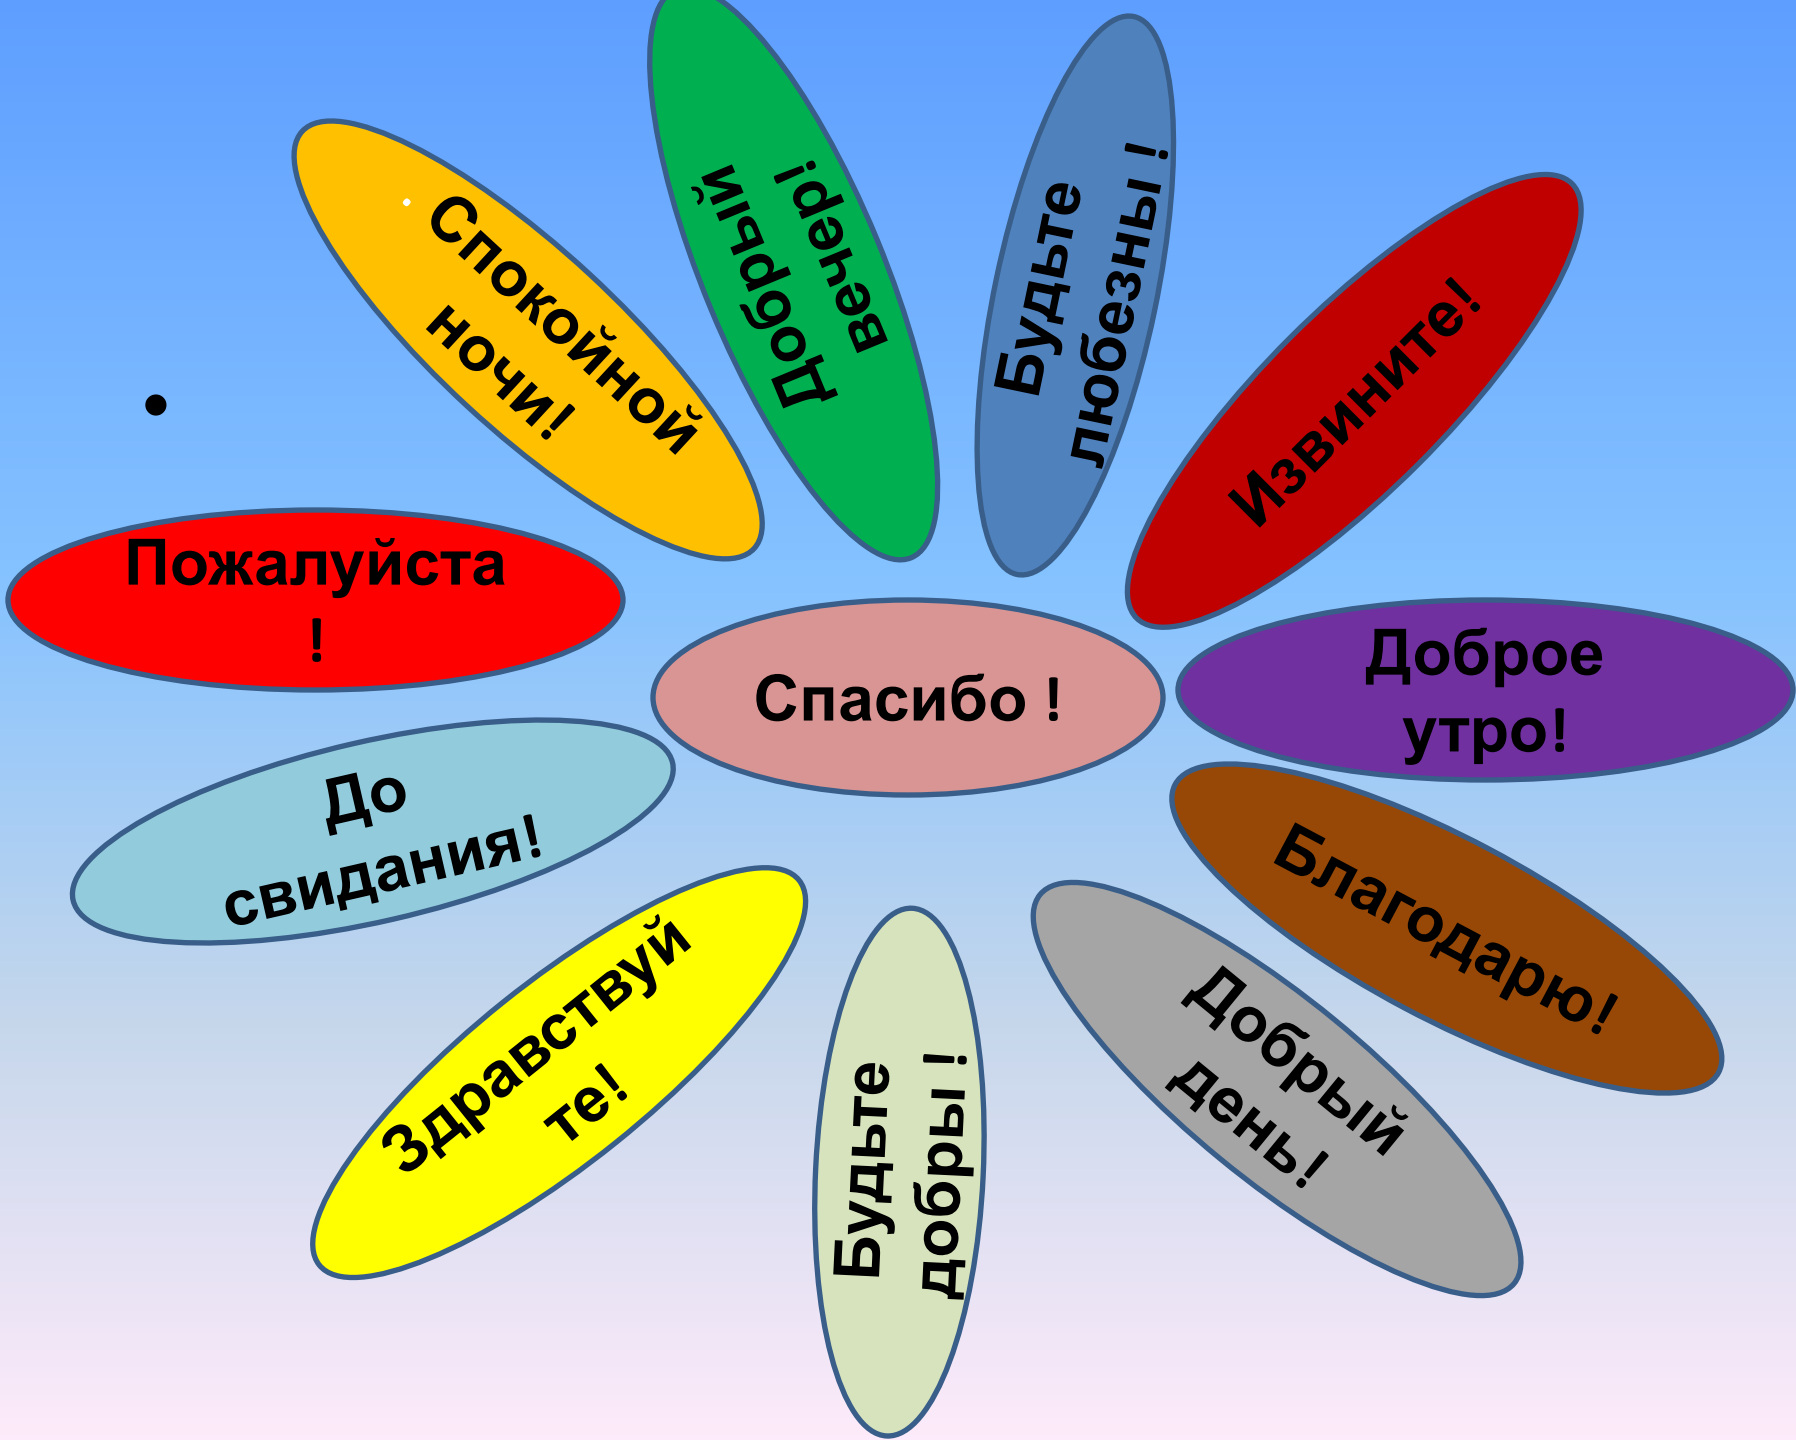 Спокойной
ночи!
Добрый
вечер!
Будьте
любезны !
Извините!
Пожалуйста
!
Спасибо !
Доброе
утро!
До
свидания!
Благодарю!
Здравствуй
те!
Будьте
добры !
Добрый
день!